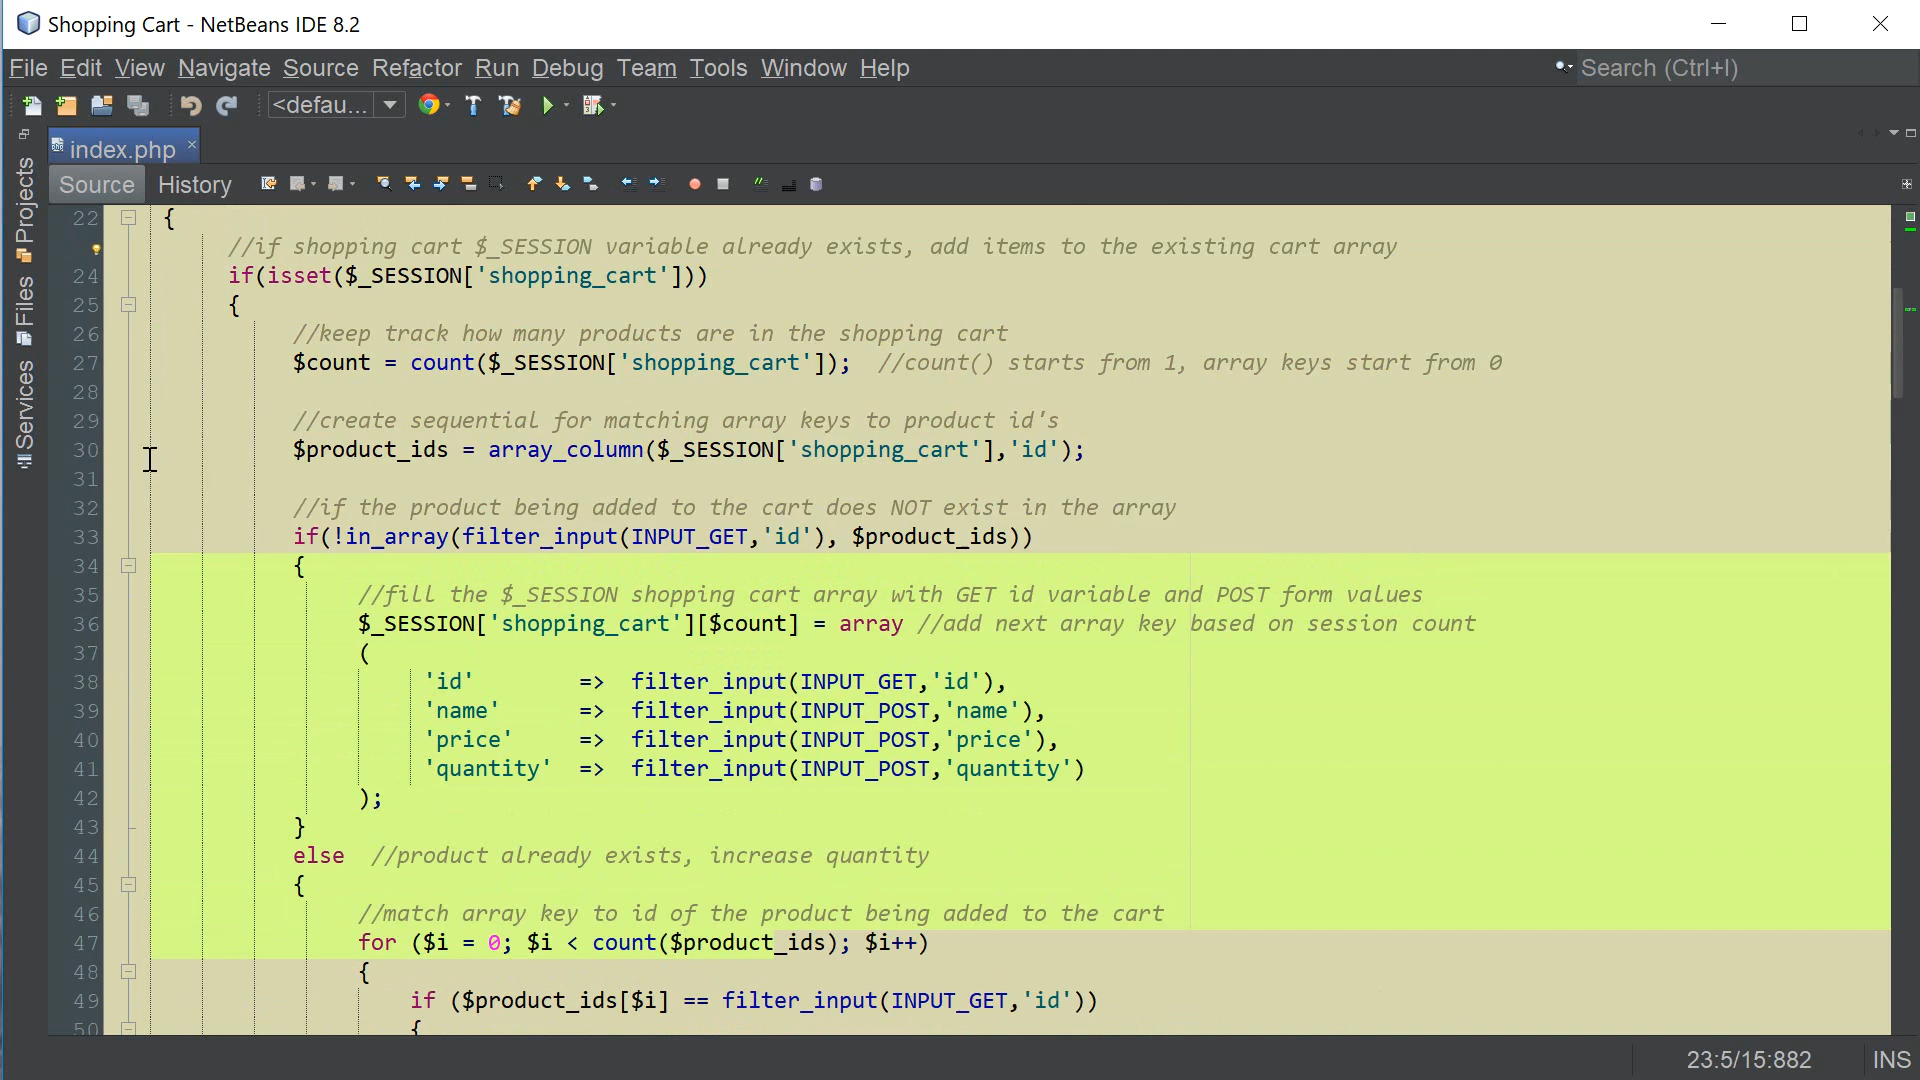 Shopping Cart - NetBeans IDE 8.2
File Edit View Navigate Source Refactor Run Debug Team Tools Window Help
Search (Ctrl+I)
<defau...
Projects
Files
Services
index.php
Source History
22 {
//if shopping cart $_SESSION variable already exists, add items to the existing cart array
24 if(isset($_SESSION['shopping_cart']))
25 {
26 //keep track how many products are in the shopping cart
27 $count = count($_SESSION['shopping_cart']); //count() starts from 1, array keys start from 0
28
29 //create sequential for matching array keys to product id's
30 $product_ids = array_column($_SESSION['shopping_cart'],'id');
31
32 //if the product being added to the cart does NOT exist in the array
33 if(!in_array(filter_input(INPUT_GET,'id'), $product_ids))
34 {
35 //fill the $_SESSION shopping cart array with GET id variable and POST form values
36 $_SESSION['shopping_cart'][$count] = array //add next array key based on session count
37 (
38 'id' => filter_input(INPUT_GET,'id'),
39 'name' => filter_input(INPUT_POST,'name'),
40 'price' => filter_input(INPUT_POST,'price'),
41 'quantity' => filter_input(INPUT_POST,'quantity')
42 );
43 }
44 else //product already exists, increase quantity
45 {
46 //match array key to id of the product being added to the cart
47 for ($i = 0; $i < count($product_ids); $i++)
48 {
49 if ($product_ids[$i] == filter_input(INPUT_GET,'id'))
50 {
23:5/15:882 INS